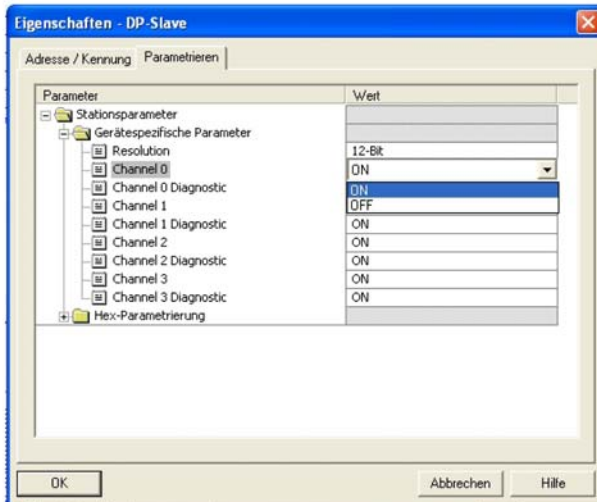 Eigenschaften - DP-Slave
Adresse / Kennung Parametrieren
Parameter Wert
Stationsparameter
Gerätespezifische Parameter
Resolution 12-Bit
Channel 0 ON
Channel 0 Diagnostic ON
Channel 1 OFF
Channel 1 Diagnostic ON
Channel 2 ON
Channel 2 Diagnostic ON
Channel 3 ON
Channel 3 Diagnostic ON
Hex-Parametrierung
OK Abbrechen Hilfe